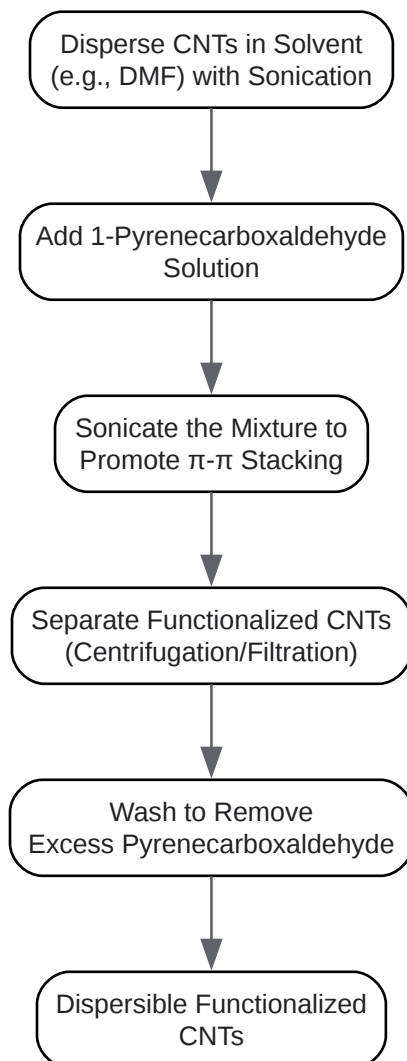 Disperse CNTs in Solvent
(e.g., DMF) with Sonication
Add 1-Pyrenecarboxaldehyde
Solution
Sonicate the Mixture to
Promote π-π Stacking
Separate Functionalized CNTs
(Centrifugation/Filtration)
Wash to Remove
Excess Pyrenecarboxaldehyde
Dispersible Functionalized
CNTs